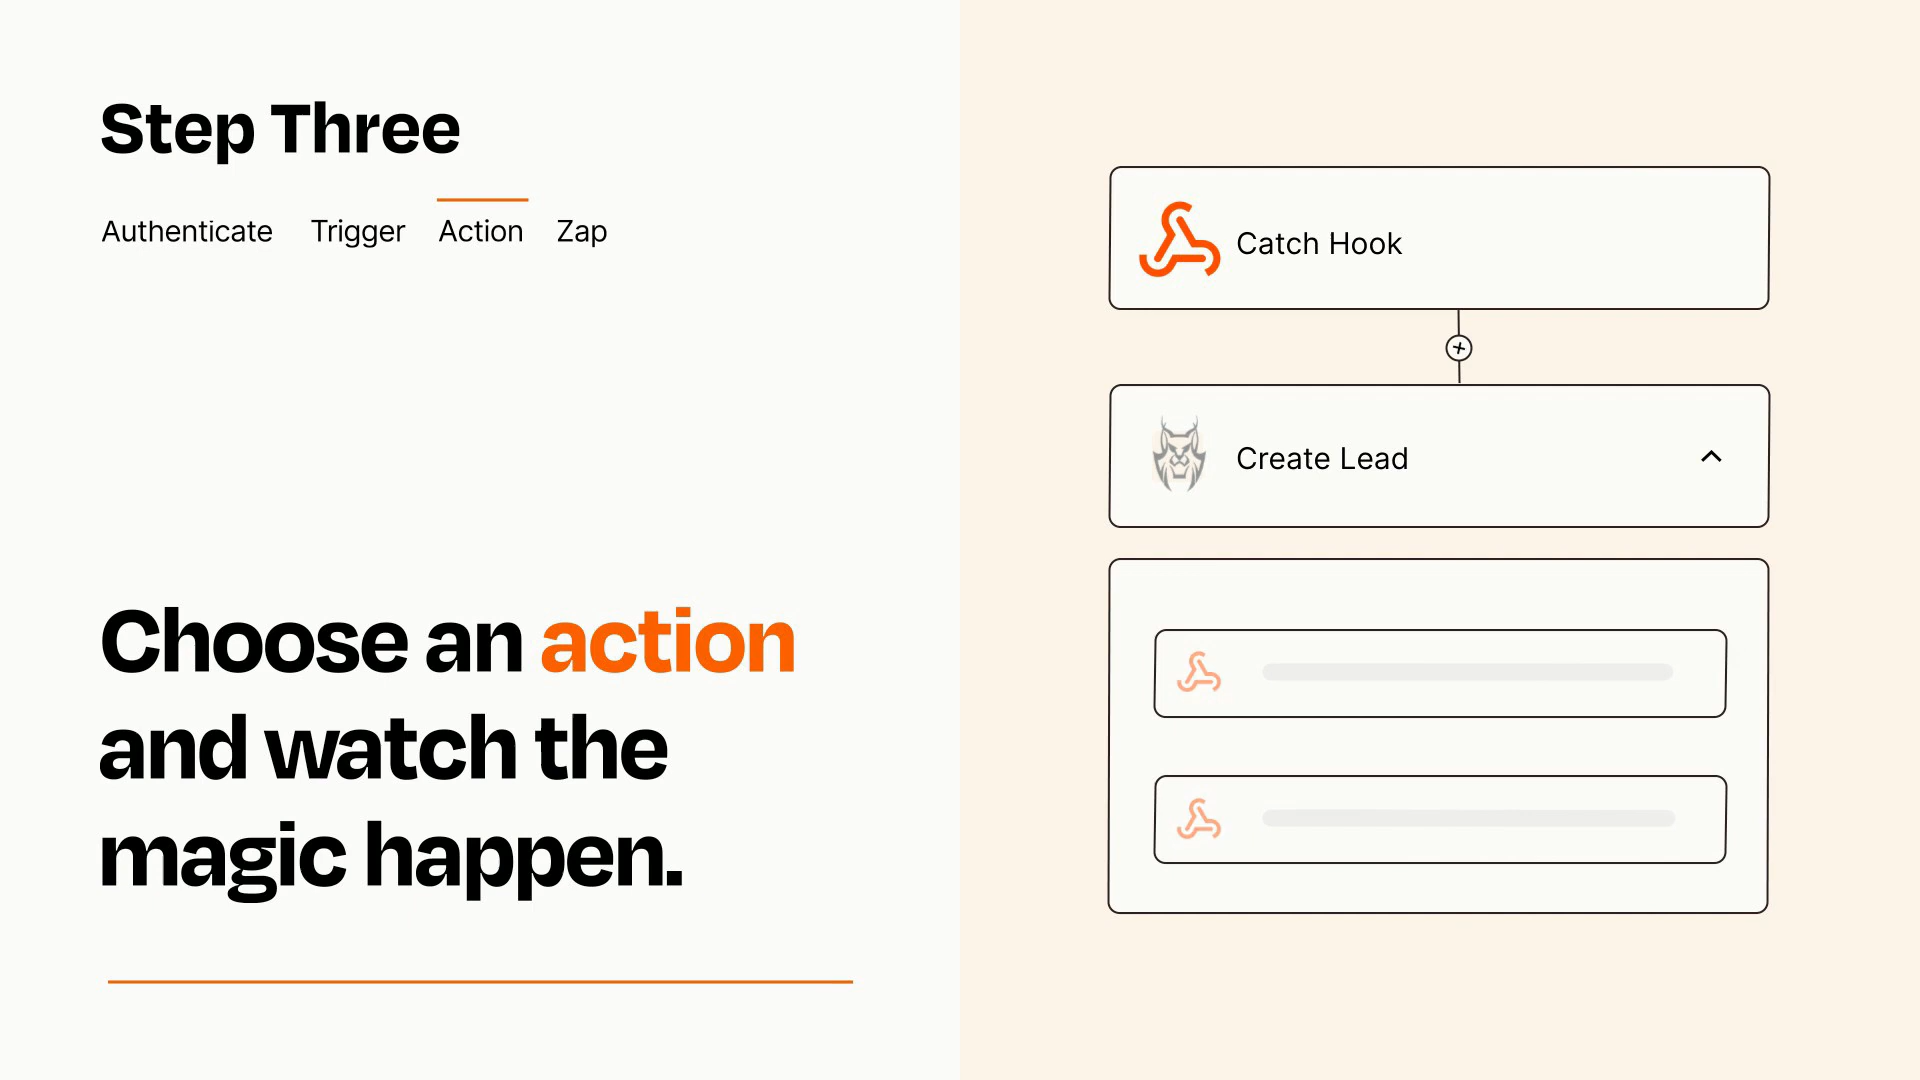 Step Three
Authenticate Trigger Action Zap
Choose an action
and watch the
magic happen.
Catch Hook
Create Lead